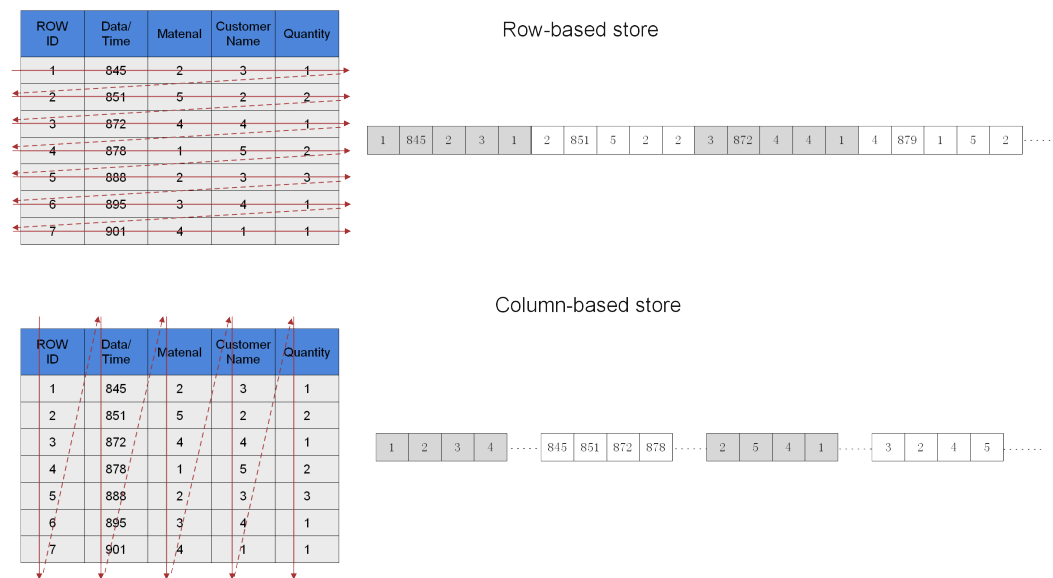 Row-based store
ROW ID Data/ Time Matenal Customer Name Quantity
1 845 2 3 1
2 851 5 2 2
3 872 4 4 1
4 878 1 5 2
5 888 2 3 3
6 895 3 4 1
7 901 4 1 1
1 845 2 3 1 2 851 5 2 2 3 872 4 4 1 4 879 1 5 2
Column-based store
ROW ID Data/ Time Matenal Customer Name Quantity
1 845 2 3 1
2 851 5 2 2
3 872 4 4 1
4 878 1 5 2
5 888 2 3 3
6 895 3 4 1
7 901 4 1 1
1 2 3 4 845 851 872 878 2 5 4 1 3 2 4 5